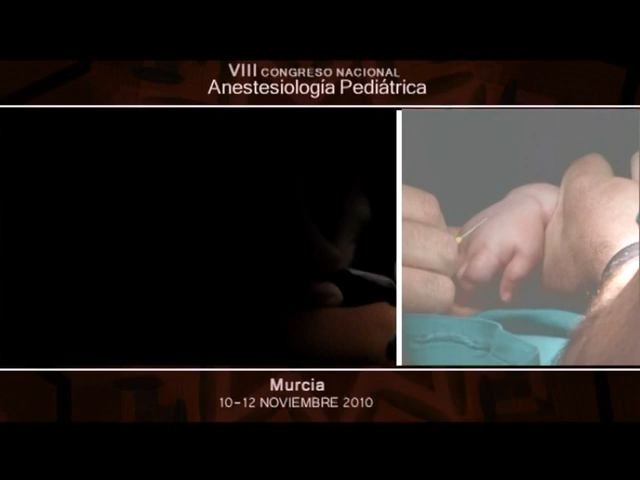 VIII CONGRESO NACIONAL
Anestesiología Pediátrica
Murcia
10-12 NOVIEMBRE 2010